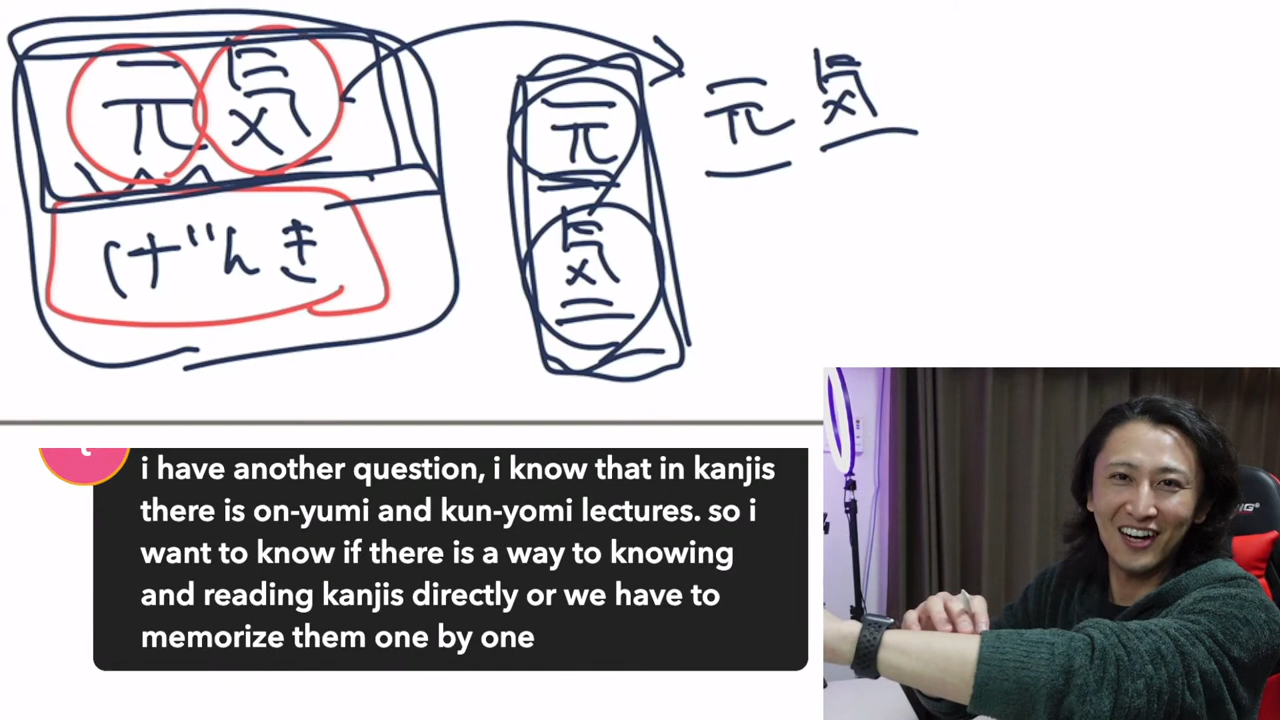 元気
げんき
元
気
元気
i have another question, i know that in kanjis
there is on-yumi and kun-yomi lectures. so i
want to know if there is a way to knowing
and reading kanjis directly or we have to
memorize them one by one